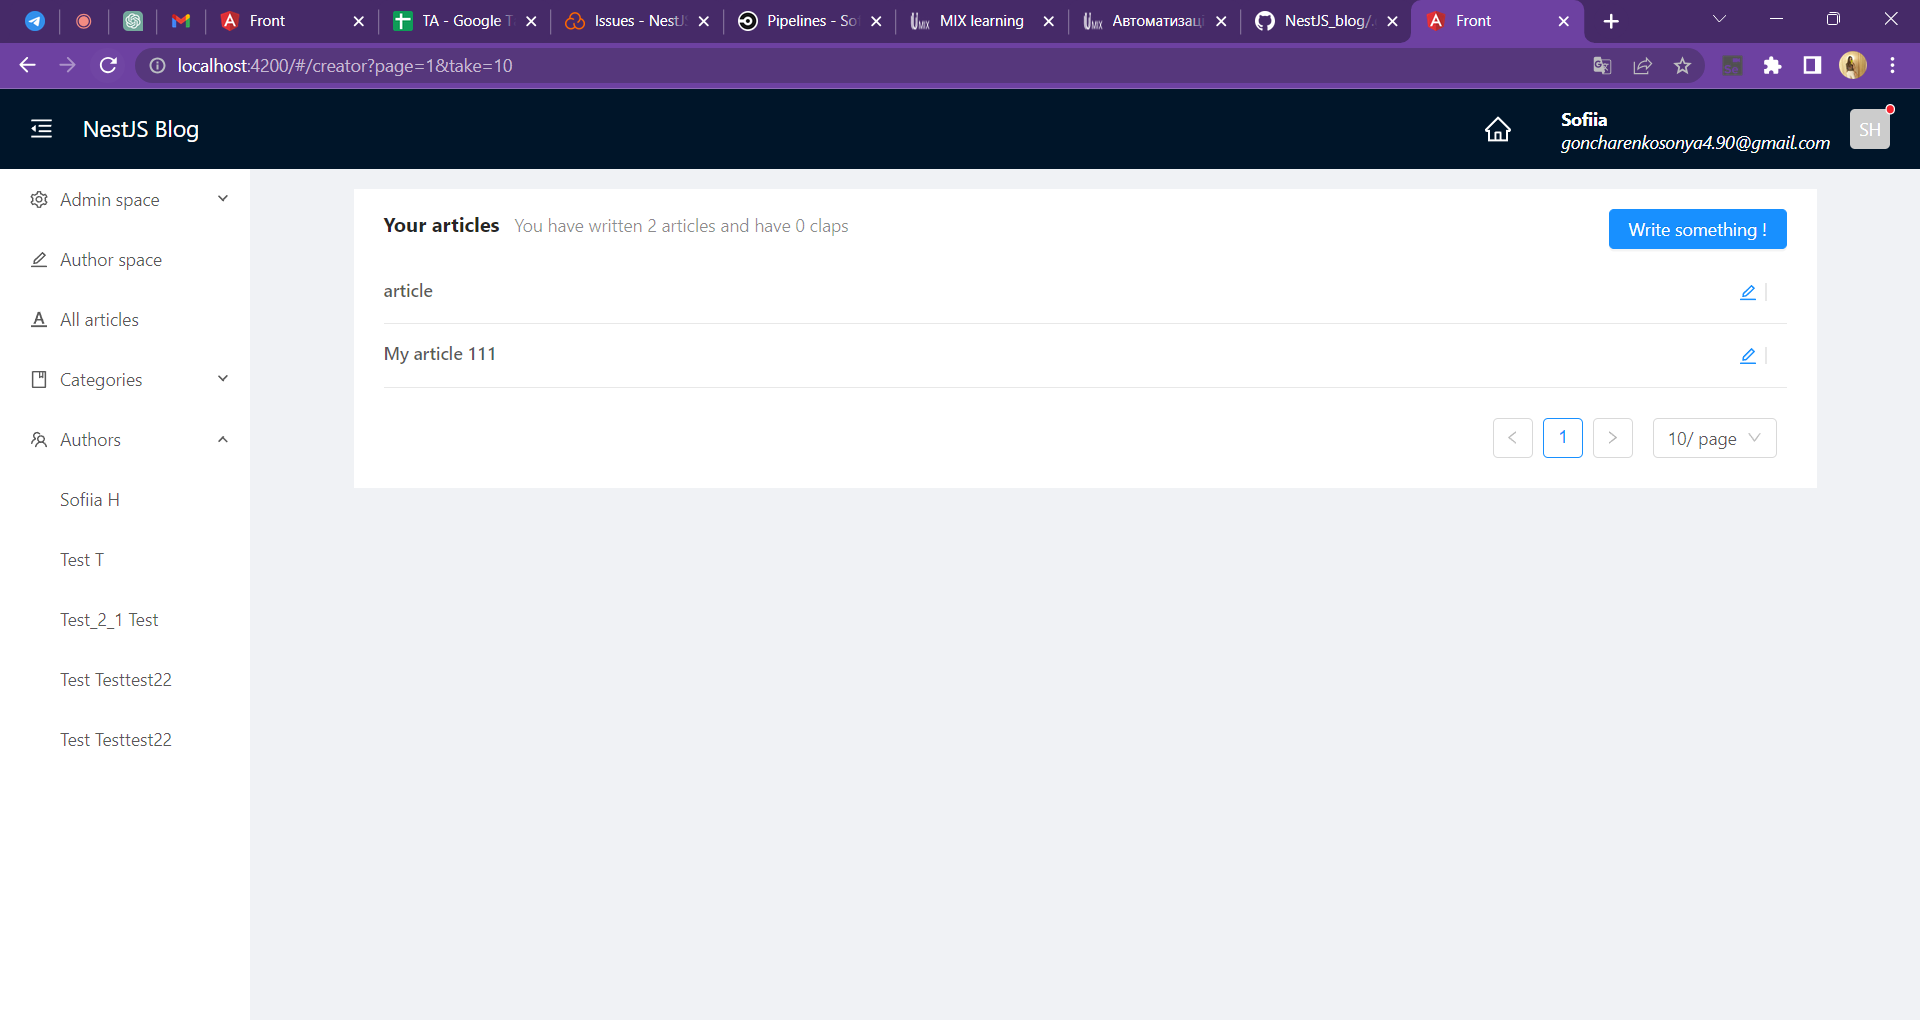 Front
TA - Google T
Issues - NestJS
Pipelines - So
MIX learning
Автоматизаці
NestJS_blog/.
Front
localhost:4200/#/creator?page=1&take=10
NestJS Blog
Sofiia
goncharenkosonya4.90@gmail.com
SH
Admin space
Author space
All articles
Categories
Authors
Sofiia H
Test T
Test_2_1 Test
Test Testtest22
Test Testtest22
Your articles You have written 2 articles and have 0 claps
Write something !
article
My article 111
1
10/ page